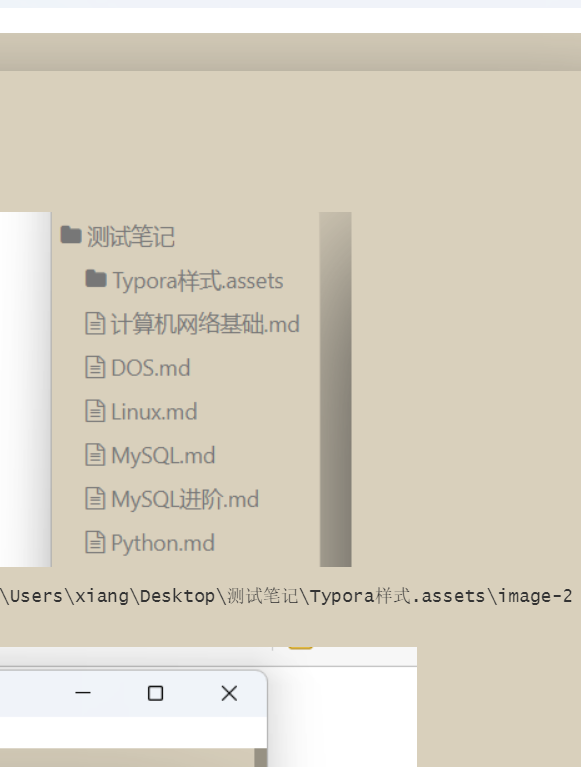 测试笔记
Typora样式.assets
计算机网络基础.md
DOS.md
Linux.md
MySQL.md
MySQL进阶.md
Python.md
\Users\xiang\Desktop\测试笔记\Typora样式.assets\image-2